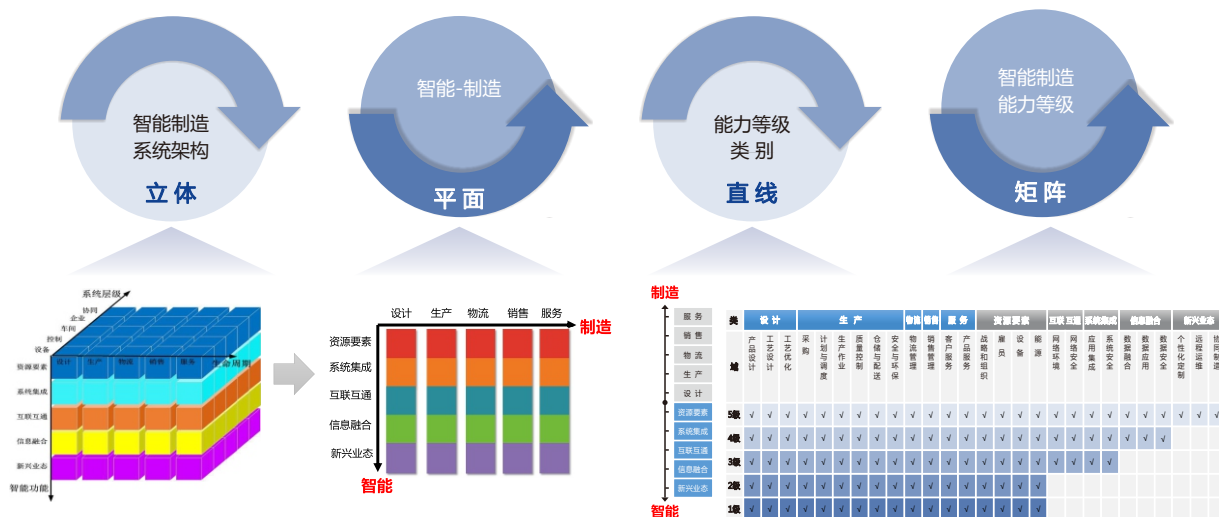 智能制造
系统架构
立体
智能-制造
平面
能力等级
类别
直线
智能制造
能力等级
矩阵
系统层级
协同
企业
车间
控制
设备
设计 生产 物流 销售 服务
生命周期
资源要素
系统集成
互联互通
信息融合
新兴业态
智能功能
设计 生产 物流 销售 服务
制造
资源要素
系统集成
互联互通
信息融合
新兴业态
智能
制造
服务
销售
物流
生产
设计
资源要素
系统集成
互联互通
信息融合
新兴业态
智能
类 设计 生产 物流 销售 服务 资源要素 互联互通 系统集成 信息融合 新兴业态
域 产品设计 工艺设计 工艺优化 采购 计划与调度 生产作业 质量控制 仓储与配送 安全与环保 物流管理 销售管理 客户服务 产品服务 战略和组织 雇员 设备 能源 网络环境 网络安全 应用集成 系统安全 数据融合 数据应用 数据安全 个性化定制 远程运维 协同制造
5级 √ √ √ √ √ √ √ √ √ √ √ √ √ √ √ √ √ √ √ √ √ √ √ √ √ √ √
4级 √ √ √ √ √ √ √ √ √ √ √ √ √ √ √ √ √ √ √ √ √ √ √ √
3级 √ √ √ √ √ √ √ √ √ √ √ √ √ √ √ √ √ √ √ √ √
2级 √ √ √ √ √ √ √ √ √ √ √ √ √ √ √ √ √
1级 √ √ √ √ √ √ √ √ √ √ √ √ √ √ √ √ √